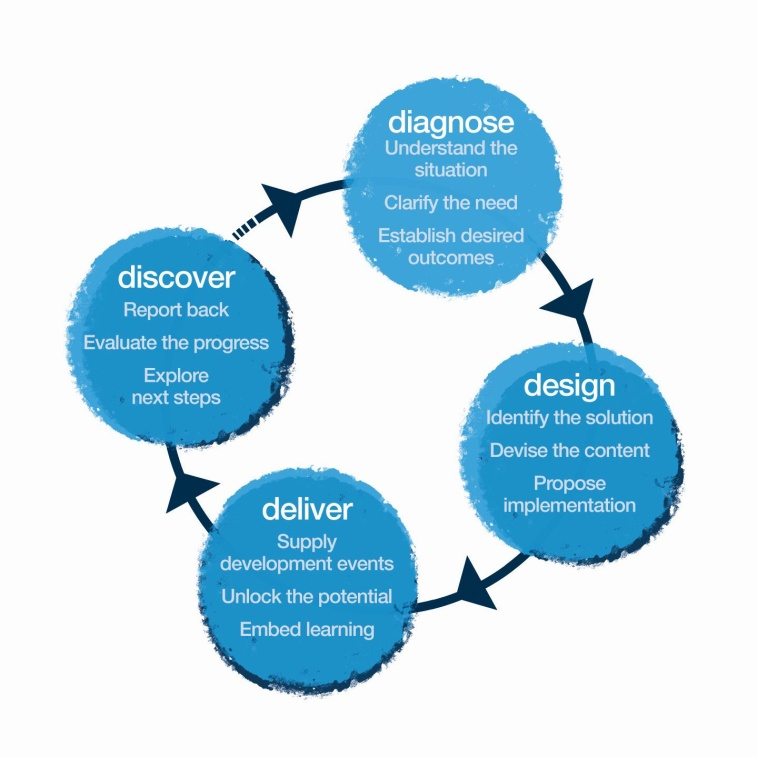 diagnose
Understand the
situation
Clarify the need
Establish desired
outcomes
design
Identify the solution
Devise the content
Propose
implementation
deliver
Supply
development events
Unlock the potential
Embed learning
discover
Report back
Evaluate the progress
Explore
next steps